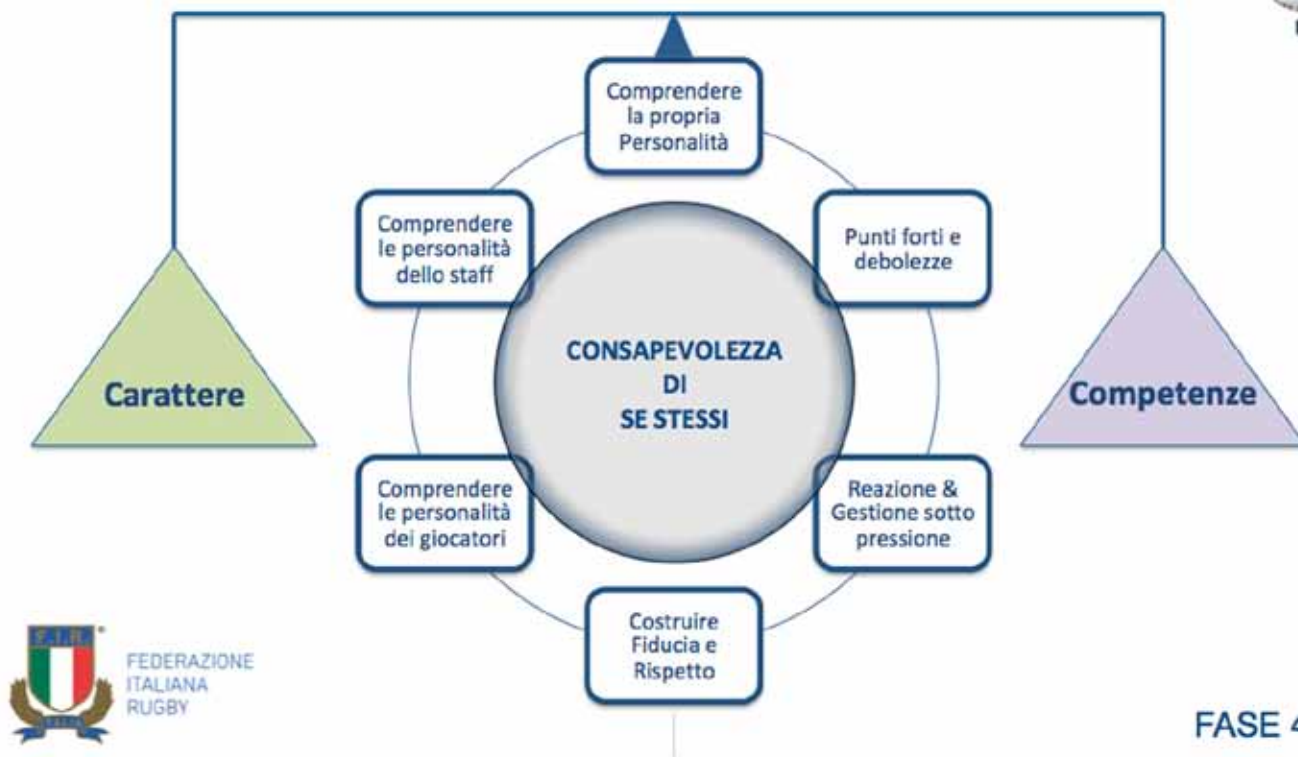 Comprendere
la propria
Personalità
Comprendere
le personalità
dello staff
Punti forti e
debolezze
CONSAPEVOLEZZA
DI
SE STESSI
Carattere
Competenze
Comprendere
le personalità
dei giocatori
Reazione &
Gestione sotto
pressione
Costruire
Fiducia e
Rispetto
F.I.R.
ITALIA
FEDERAZIONE
ITALIANA
RUGBY
FASE 4